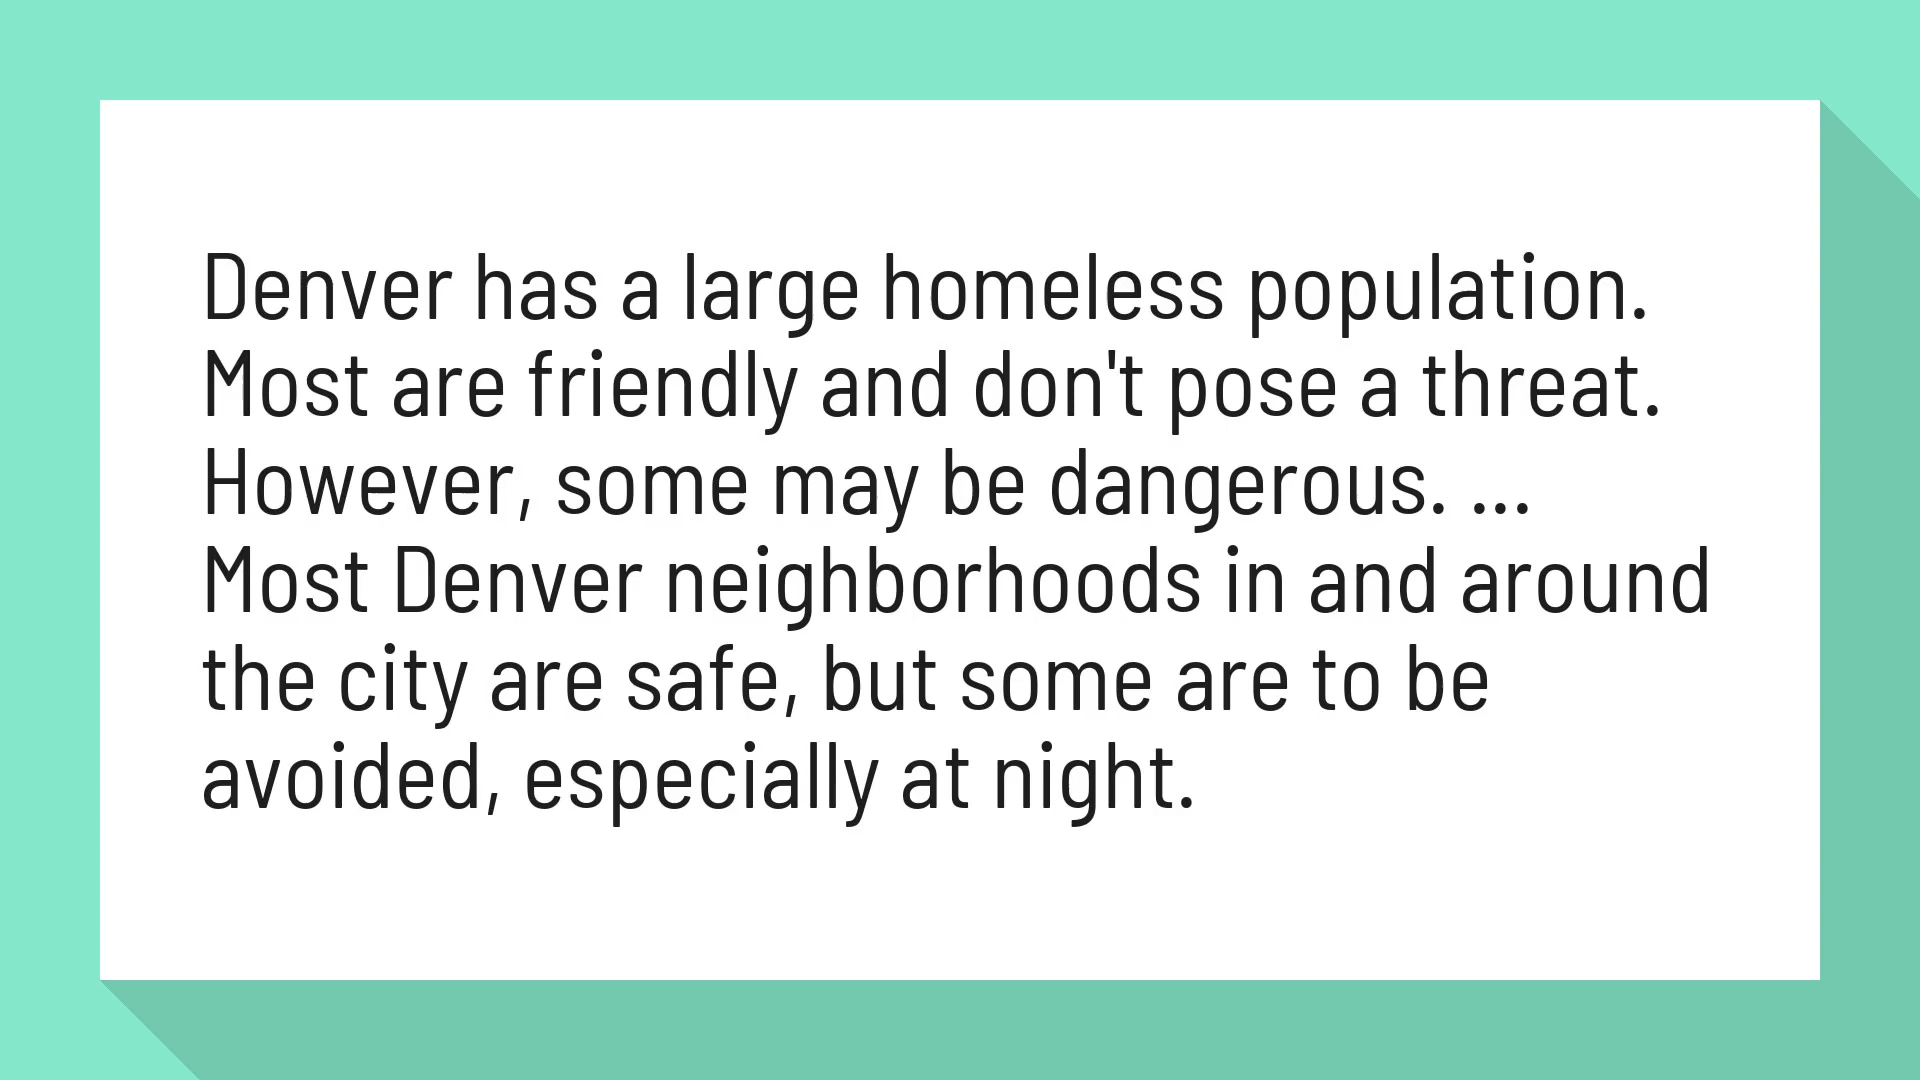 Denver has a large homeless population.
Most are friendly and don't pose a threat.
However, some may be dangerous. ...
Most Denver neighborhoods in and around
the city are safe, but some are to be
avoided, especially at night.